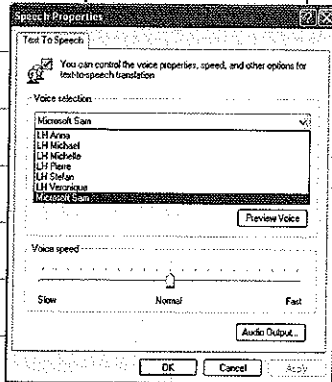 Speech Properties
Text To Speech
You can control the voice properties, speed, and other options for
text-to-speech translation
Voice selection
Microsoft Sam
LH Anna
LH Michael
LH Michelle
LH Pierre
LH Stefan
LH Veronique
Microsoft Sam
Preview Voice
Voice speed
Slow Normal Fast
Audio Output...
OK Cancel Apply